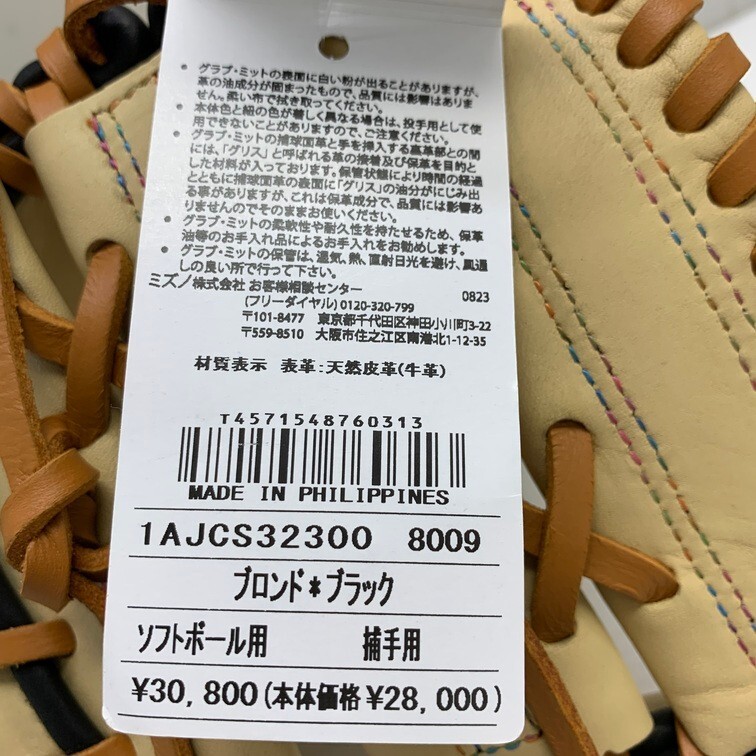 • グラブ・ミットの表面に白い粉が出ることがありますが、
革の油成分が固まったもので、品質には影響はありま
せん。柔い布で拭き取ってください。
• 本体色と紐の色が著しく異なる場合は、投手用として使
用できないことがありますので、ご注意ください。
• グラブ・ミットの捕球面革と手を挿入する裏革部との間
には、「グリス」と呼ばれる革の接着及び保革を目的と
した材料が入っております。保管状態により時間の経過
とともに捕球面革の表面に「グリス」の油分がにじみ出
る事がありますが、これは保革成分で、品質には影響あ
りませんのでそのままお使いください。
• グラブ・ミットの柔軟性や耐久性を持たせるため、保革
油等のお手入れ品によるお手入れをお勧めします。
• グラブ・ミットの保管は、湿気、熱、直射日光を避け、風通
しの良い所で行って下さい。
ミズノ株式会社 お客様相談センター 0823
(フリーダイヤル) 0120-320-799
〒101-8477 東京都千代田区神田小川町3-22
〒559-8510 大阪市住之江区南港北1-12-35
材質表示 表革:天然皮革(牛革)
T4571548760313
MADE IN PHILIPPINES
1AJCS32300 8009
ブロンド*ブラック
ソフトボール用 捕手用
¥30,800(本体価格¥28,000)